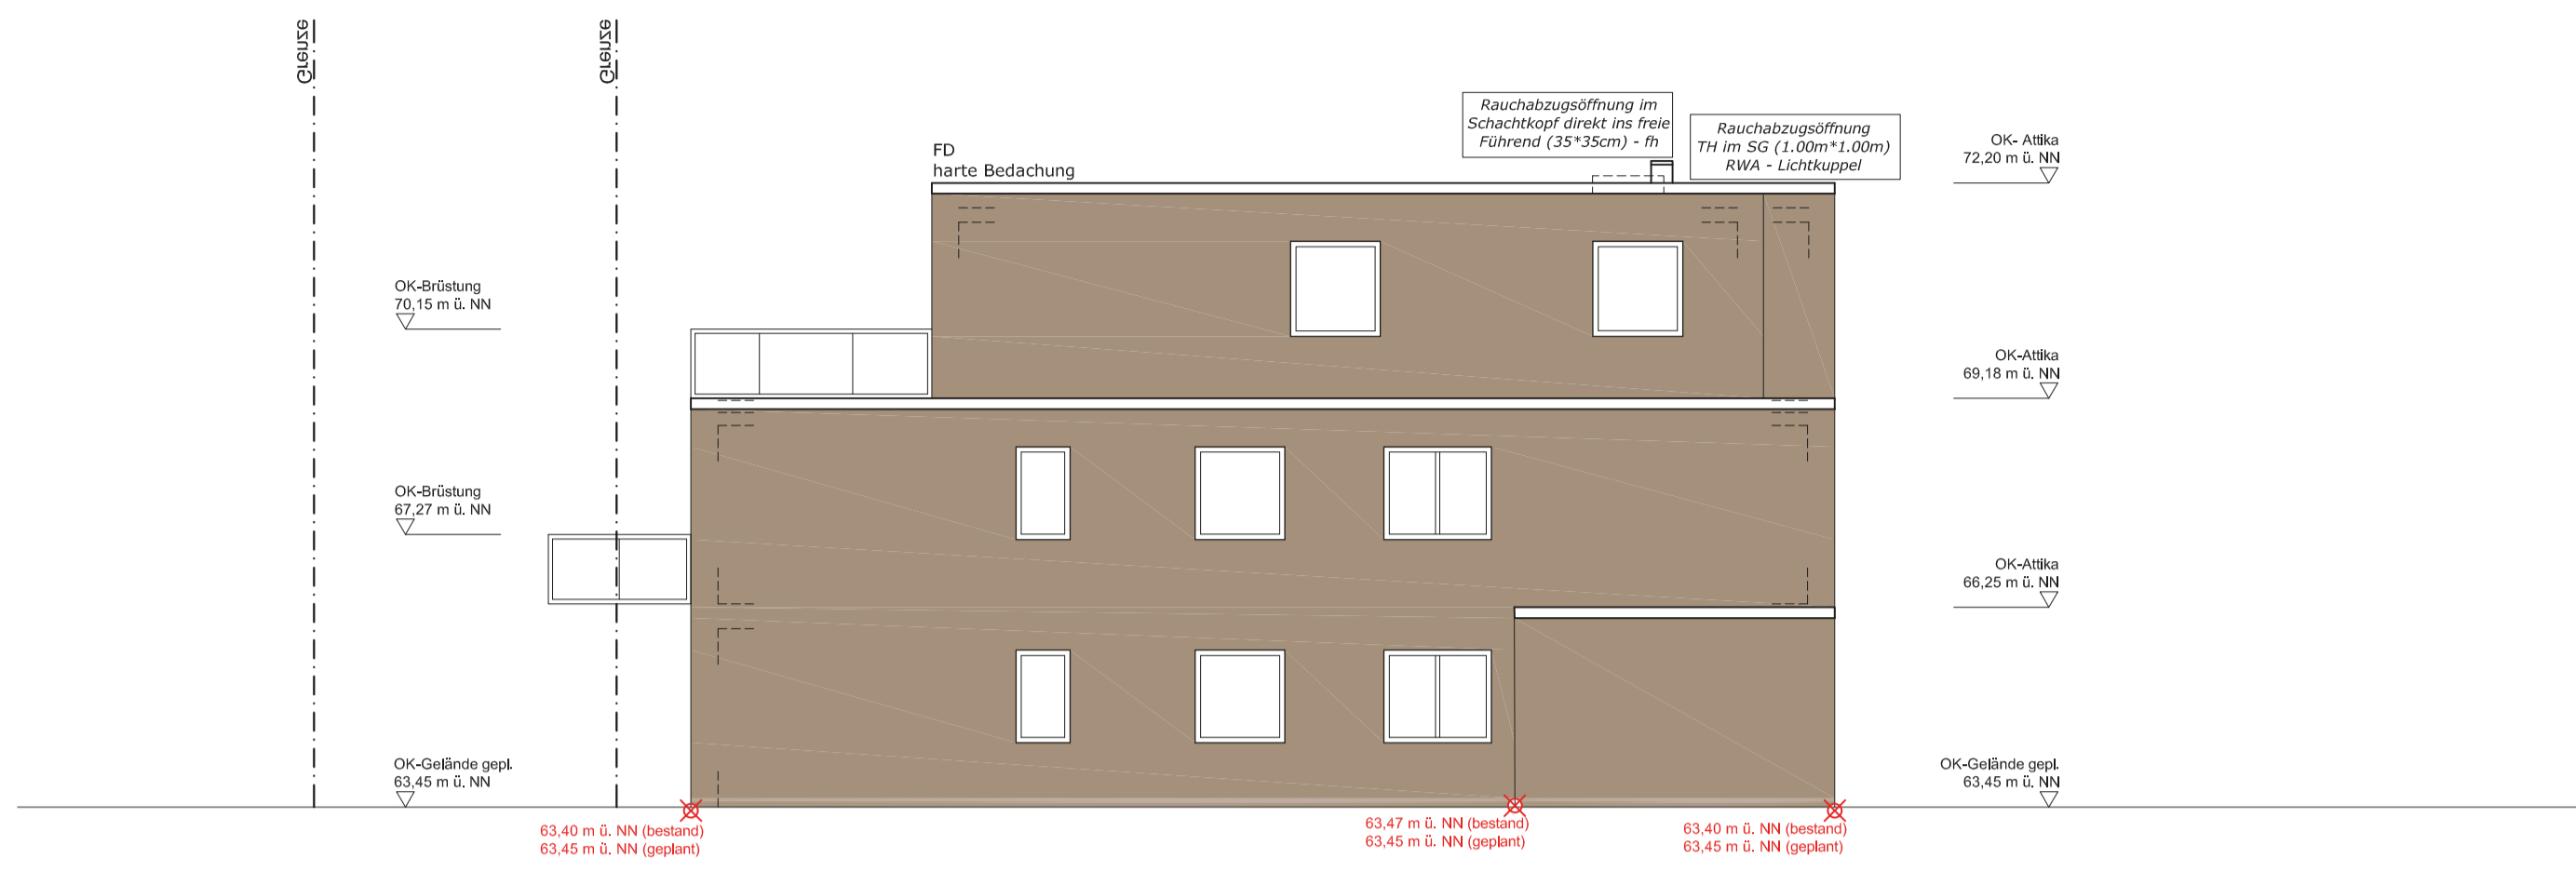 Grenze
Grenze
Rauchabzugsöffnung im
Schachtkopf direkt ins freie
Führend (35*35cm) - fh
Rauchabzugsöffnung
TH im SG (1.00m*1.00m)
RWA - Lichtkuppel
FD
harte Bedachung
OK- Attika
72,20 m ü. NN
OK-Brüstung
70,15 m ü. NN
OK-Attika
69,18 m ü. NN
OK-Brüstung
67,27 m ü. NN
OK-Attika
66,25 m ü. NN
OK-Gelände gepl.
63,45 m ü. NN
OK-Gelände gepl.
63,45 m ü. NN
63,40 m ü. NN (bestand)
63,45 m ü. NN (geplant)
63,47 m ü. NN (bestand)
63,45 m ü. NN (geplant)
63,40 m ü. NN (bestand)
63,45 m ü. NN (geplant)